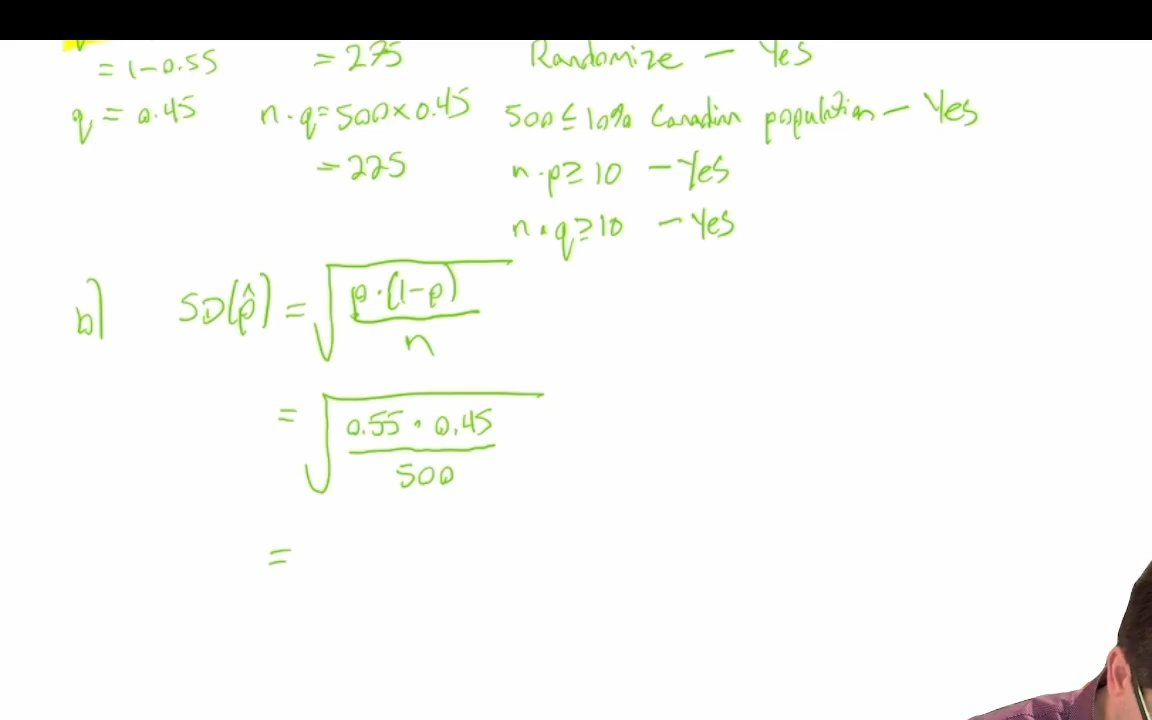 = 1-0.55 = 275 Randomize - Yes
q = 0.45 n·q=500×0.45 500 ≤ 10% Canadian population - Yes
= 225 n·p≥10 - Yes
n·q≥10 - Yes
b) SD(p̂) = √(p·(1-p)/n)
= √(0.55·0.45/500)
=